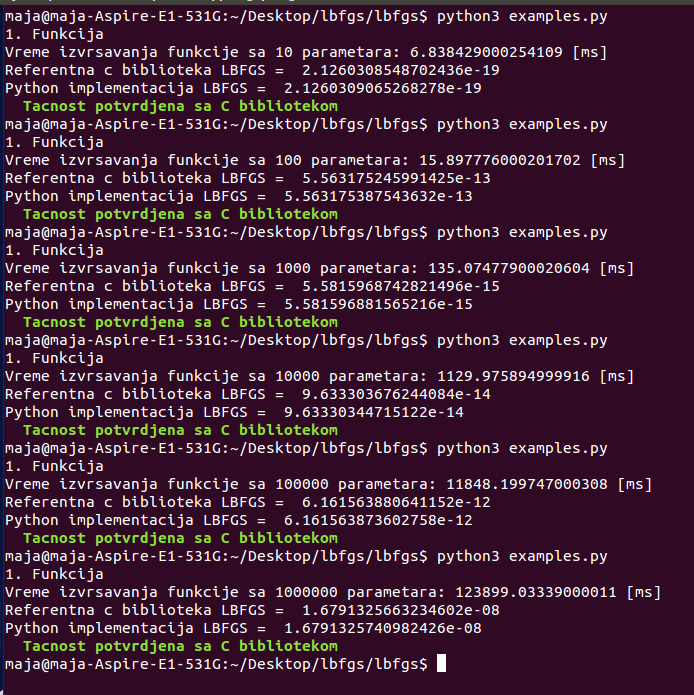 maja@maja-Aspire-E1-531G:~/Desktop/lbfgs/lbfgs$ python3 examples.py
1. Funkcija
Vreme izvrsavanja funkcije sa 10 parametara: 6.838429000254109 [ms]
Referentna c biblioteka LBFGS =  2.1260308548702436e-19
Python implementacija LBFGS =  2.1260309065268278e-19
  Tacnost potvrdjena sa C bibliotekom
maja@maja-Aspire-E1-531G:~/Desktop/lbfgs/lbfgs$ python3 examples.py
1. Funkcija
Vreme izvrsavanja funkcije sa 100 parametara: 15.897776000201702 [ms]
Referentna c biblioteka LBFGS =  5.563175245991425e-13
Python implementacija LBFGS =  5.563175387543632e-13
  Tacnost potvrdjena sa C bibliotekom
maja@maja-Aspire-E1-531G:~/Desktop/lbfgs/lbfgs$ python3 examples.py
1. Funkcija
Vreme izvrsavanja funkcije sa 1000 parametara: 135.07477900020604 [ms]
Referentna c biblioteka LBFGS =  5.5815968742821496e-15
Python implementacija LBFGS =  5.581596881565216e-15
  Tacnost potvrdjena sa C bibliotekom
maja@maja-Aspire-E1-531G:~/Desktop/lbfgs/lbfgs$ python3 examples.py
1. Funkcija
Vreme izvrsavanja funkcije sa 10000 parametara: 1129.975894999916 [ms]
Referentna c biblioteka LBFGS =  9.633303676244084e-14
Python implementacija LBFGS =  9.63330344715122e-14
  Tacnost potvrdjena sa C bibliotekom
maja@maja-Aspire-E1-531G:~/Desktop/lbfgs/lbfgs$ python3 examples.py
1. Funkcija
Vreme izvrsavanja funkcije sa 100000 parametara: 11848.199747000308 [ms]
Referentna c biblioteka LBFGS =  6.161563880641152e-12
Python implementacija LBFGS =  6.161563873602758e-12
  Tacnost potvrdjena sa C bibliotekom
maja@maja-Aspire-E1-531G:~/Desktop/lbfgs/lbfgs$ python3 examples.py
1. Funkcija
Vreme izvrsavanja funkcije sa 1000000 parametara: 123899.03339000011 [ms]
Referentna c biblioteka LBFGS =  1.6791325663234602e-08
Python implementacija LBFGS =  1.6791325740982426e-08
  Tacnost potvrdjena sa C bibliotekom
maja@maja-Aspire-E1-531G:~/Desktop/lbfgs/lbfgs$